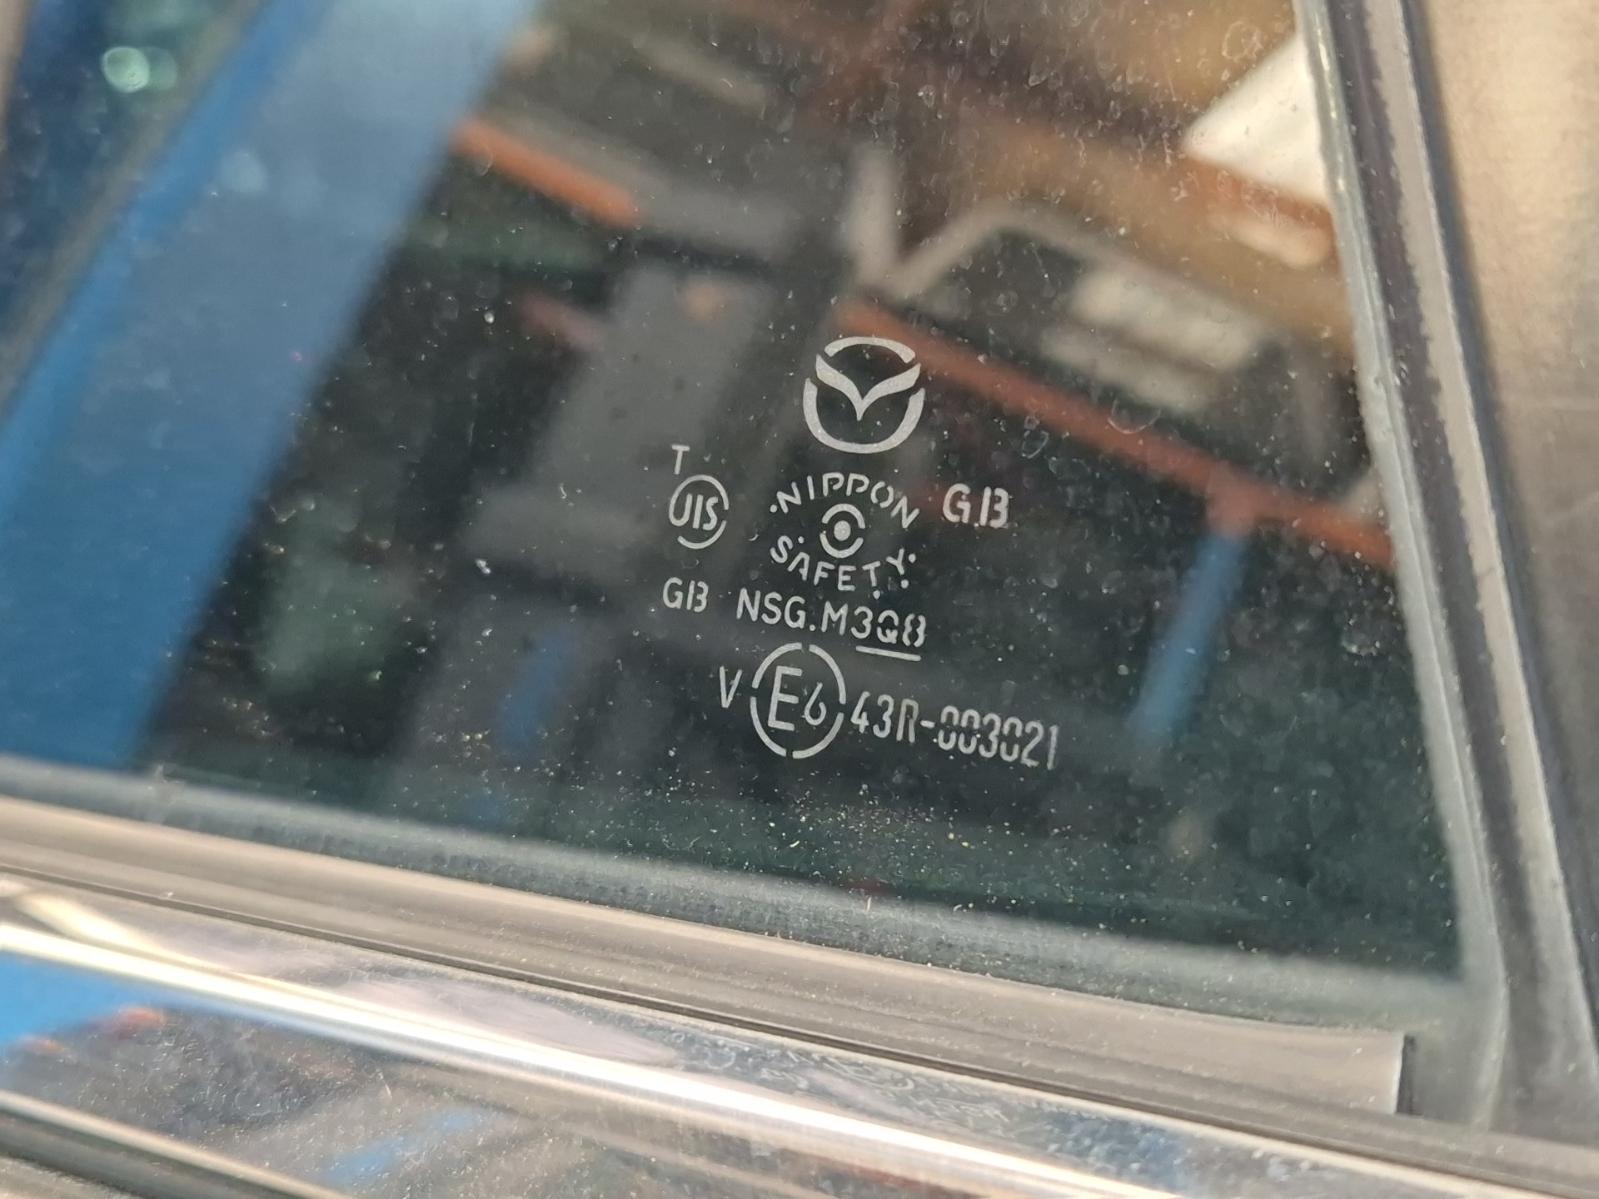 T
JIS
NIPPON
SAFETY
GB
GB NSG.M3Q8
V E6 43R-003021